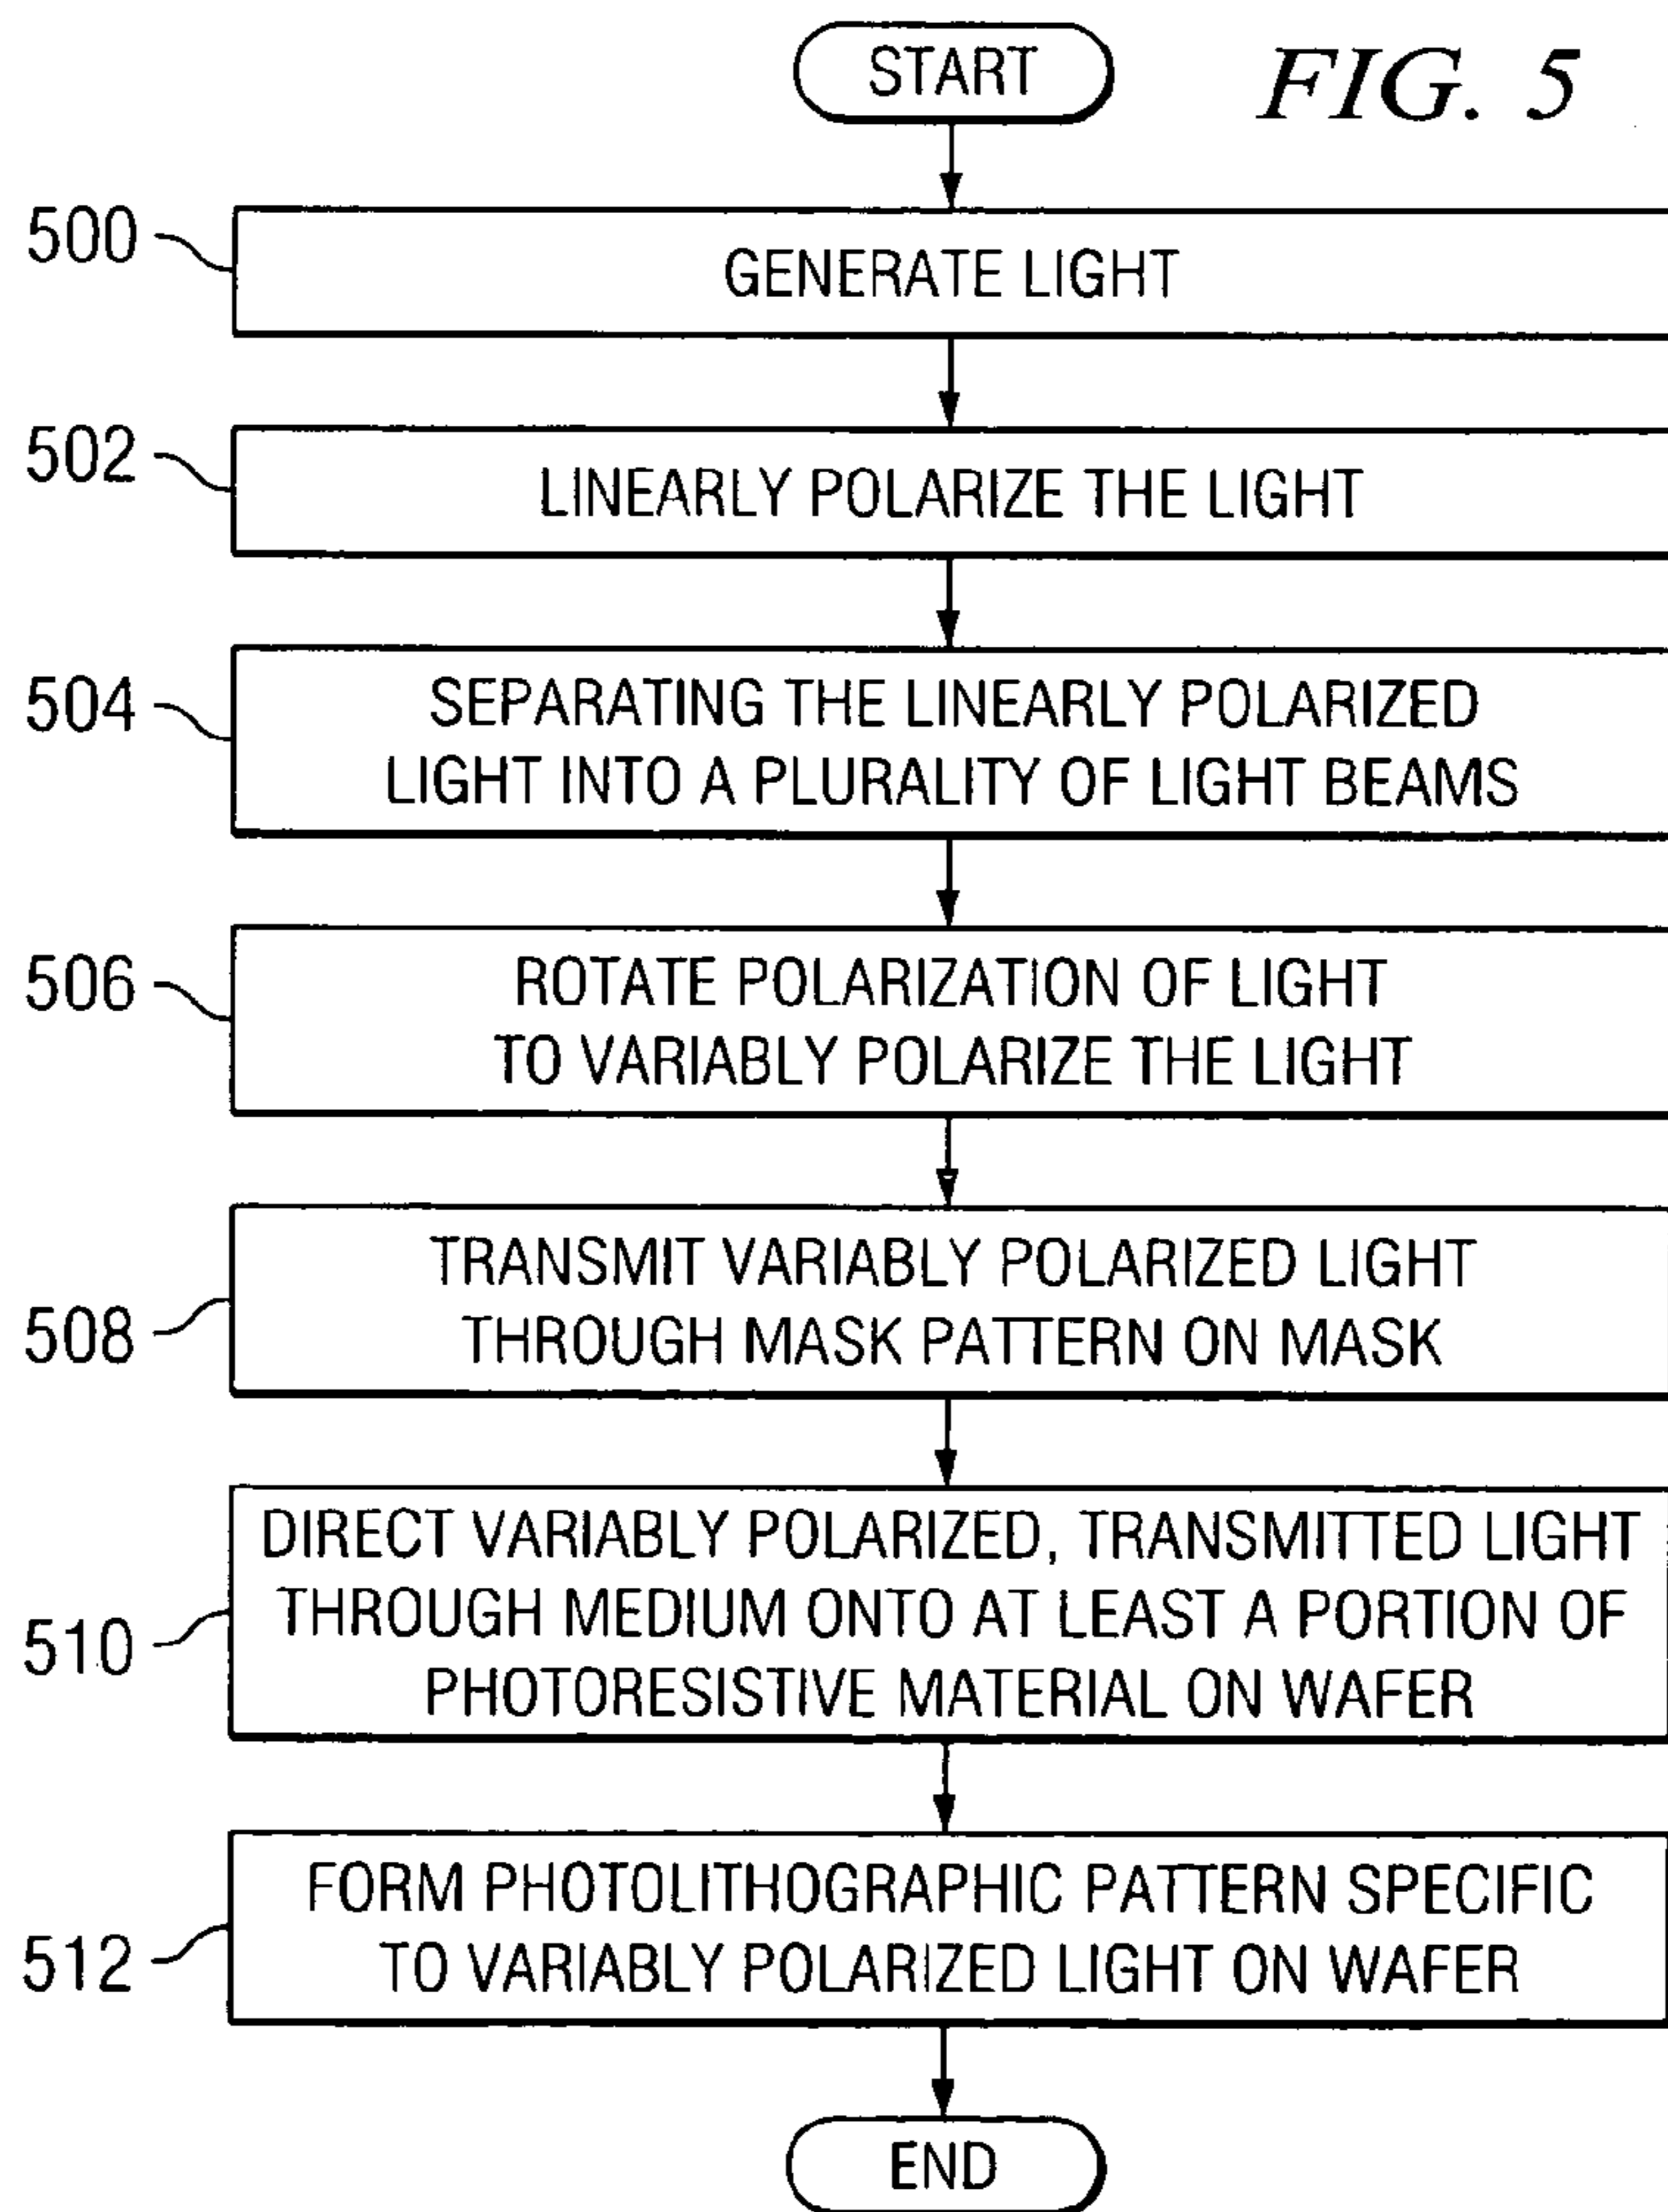 START
FIG. 5
500
GENERATE LIGHT
502
LINEARLY POLARIZE THE LIGHT
504
SEPARATING THE LINEARLY POLARIZED
LIGHT INTO A PLURALITY OF LIGHT BEAMS
506
ROTATE POLARIZATION OF LIGHT
TO VARIABLY POLARIZE THE LIGHT
508
TRANSMIT VARIABLY POLARIZED LIGHT
THROUGH MASK PATTERN ON MASK
510
DIRECT VARIABLY POLARIZED, TRANSMITTED LIGHT
THROUGH MEDIUM ONTO AT LEAST A PORTION OF
PHOTORESISTIVE MATERIAL ON WAFER
512
FORM PHOTOLITHOGRAPHIC PATTERN SPECIFIC
TO VARIABLY POLARIZED LIGHT ON WAFER
END